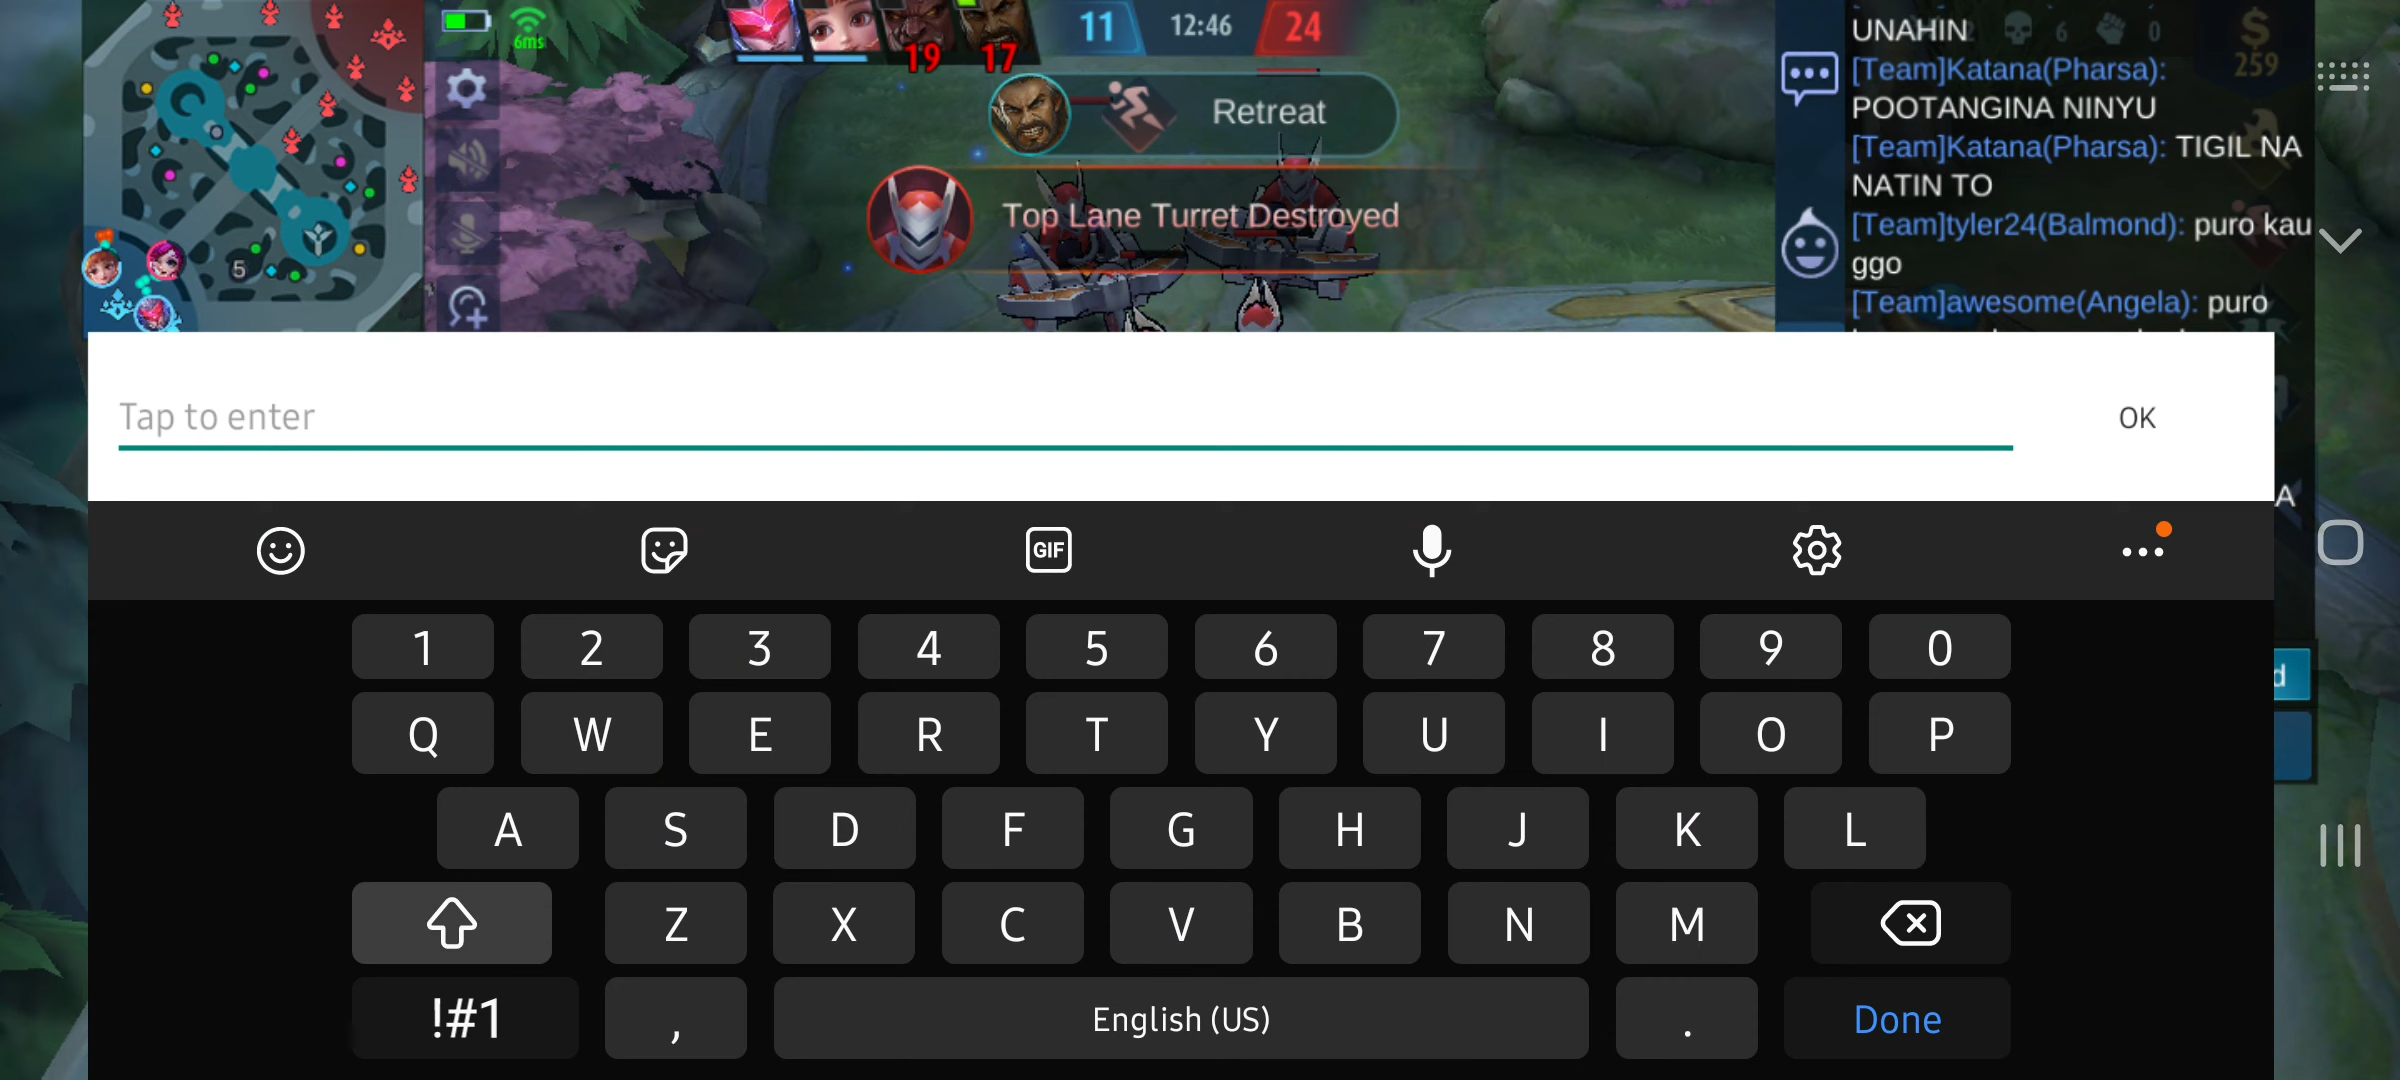 6ms
19
17
11
12:46
24
Retreat
Top Lane Turret Destroyed
5
UNAHIN
6
0
$
259
[Team]Katana(Pharsa):
POOTANGINA NINYU
[Team]Katana(Pharsa): TIGIL NA
NATIN TO
[Team]tyler24(Balmond): puro kau
ggo
[Team]awesome(Angela): puro
Tap to enter
OK
A
GIF
d
1 2 3 4 5 6 7 8 9 0
Q W E R T Y U I O P
A S D F G H J K L
Z X C V B N M
!#1 , English (US) . Done